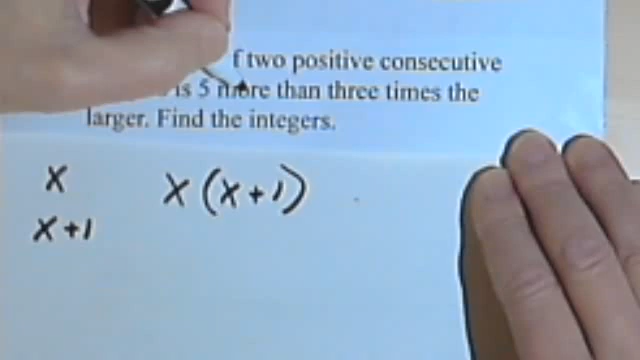 f two positive consecutive
is 5 more than three times the
larger. Find the integers.
x x(x+1)
x+1